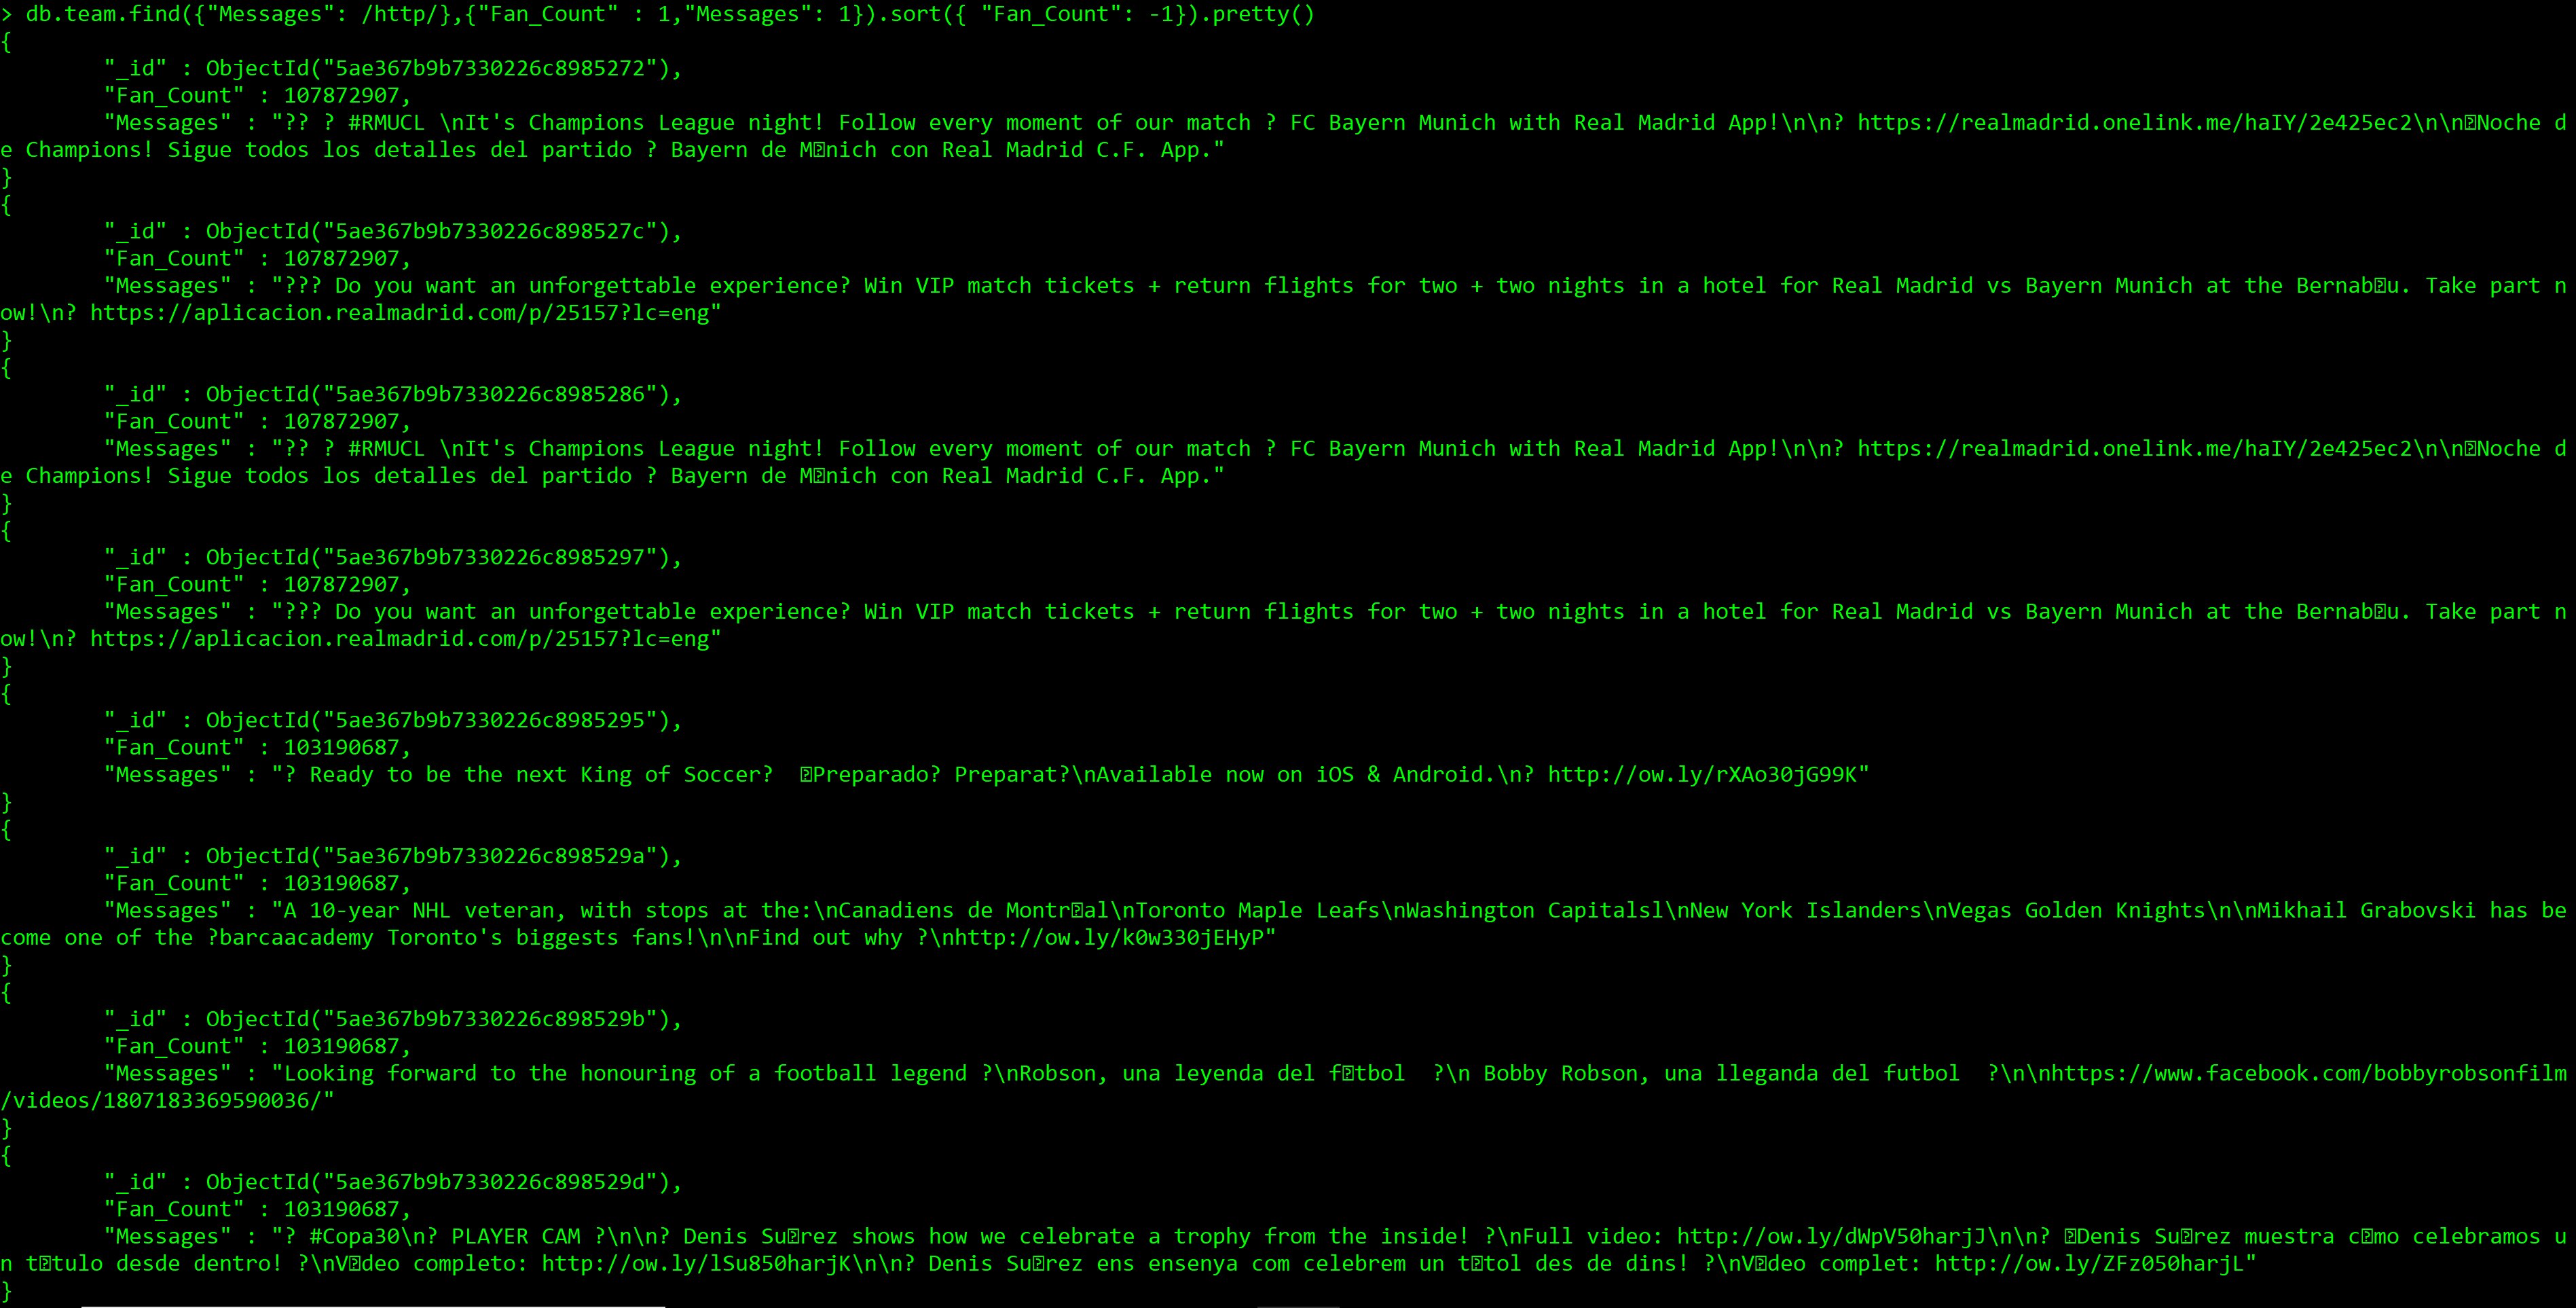 > db.team.find({"Messages": /http/},{"Fan_Count" : 1,"Messages": 1}).sort({ "Fan_Count": -1}).pretty()
{
        "_id" : ObjectId("5ae367b9b7330226c8985272"),
        "Fan_Count" : 107872907,
        "Messages" : "?? ? #RMUCL \nIt's Champions League night! Follow every moment of our match ? FC Bayern Munich with Real Madrid App!\n\n? https://realmadrid.onelink.me/haIY/2e425ec2\n\n�Noche d
e Champions! Sigue todos los detalles del partido ? Bayern de M�nich con Real Madrid C.F. App."
}
{
        "_id" : ObjectId("5ae367b9b7330226c898527c"),
        "Fan_Count" : 107872907,
        "Messages" : "??? Do you want an unforgettable experience? Win VIP match tickets + return flights for two + two nights in a hotel for Real Madrid vs Bayern Munich at the Bernab�u. Take part n
ow!\n? https://aplicacion.realmadrid.com/p/25157?lc=eng"
}
{
        "_id" : ObjectId("5ae367b9b7330226c8985286"),
        "Fan_Count" : 107872907,
        "Messages" : "?? ? #RMUCL \nIt's Champions League night! Follow every moment of our match ? FC Bayern Munich with Real Madrid App!\n\n? https://realmadrid.onelink.me/haIY/2e425ec2\n\n�Noche d
e Champions! Sigue todos los detalles del partido ? Bayern de M�nich con Real Madrid C.F. App."
}
{
        "_id" : ObjectId("5ae367b9b7330226c8985297"),
        "Fan_Count" : 107872907,
        "Messages" : "??? Do you want an unforgettable experience? Win VIP match tickets + return flights for two + two nights in a hotel for Real Madrid vs Bayern Munich at the Bernab�u. Take part n
ow!\n? https://aplicacion.realmadrid.com/p/25157?lc=eng"
}
{
        "_id" : ObjectId("5ae367b9b7330226c8985295"),
        "Fan_Count" : 103190687,
        "Messages" : "? Ready to be the next King of Soccer?  �Preparado? Preparat?\nAvailable now on iOS & Android.\n? http://ow.ly/rXAo30jG99K"
}
{
        "_id" : ObjectId("5ae367b9b7330226c898529a"),
        "Fan_Count" : 103190687,
        "Messages" : "A 10-year NHL veteran, with stops at the:\nCanadiens de Montr�al\nToronto Maple Leafs\nWashington Capitalsl\nNew York Islanders\nVegas Golden Knights\n\nMikhail Grabovski has be
come one of the ?barcaacademy Toronto's biggests fans!\n\nFind out why ?\nhttp://ow.ly/k0w330jEHyP"
}
{
        "_id" : ObjectId("5ae367b9b7330226c898529b"),
        "Fan_Count" : 103190687,
        "Messages" : "Looking forward to the honouring of a football legend ?\nRobson, una leyenda del f�tbol  ?\n Bobby Robson, una lleganda del futbol  ?\n\nhttps://www.facebook.com/bobbyrobsonfilm
/videos/1807183369590036/"
}
{
        "_id" : ObjectId("5ae367b9b7330226c898529d"),
        "Fan_Count" : 103190687,
        "Messages" : "? #Copa30\n? PLAYER CAM ?\n\n? Denis Su�rez shows how we celebrate a trophy from the inside! ?\nFull video: http://ow.ly/dWpV50harjJ\n\n? �Denis Su�rez muestra c�mo celebramos u
n t�tulo desde dentro! ?\nV�deo completo: http://ow.ly/lSu850harjK\n\n? Denis Su�rez ens ensenya com celebrem un t�tol des de dins! ?\nV�deo complet: http://ow.ly/ZFz050harjL"
}